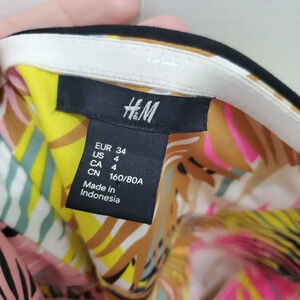 H&M
EUR 34
US 4
CA 4
CN 160/80A
Made in
Indonesia